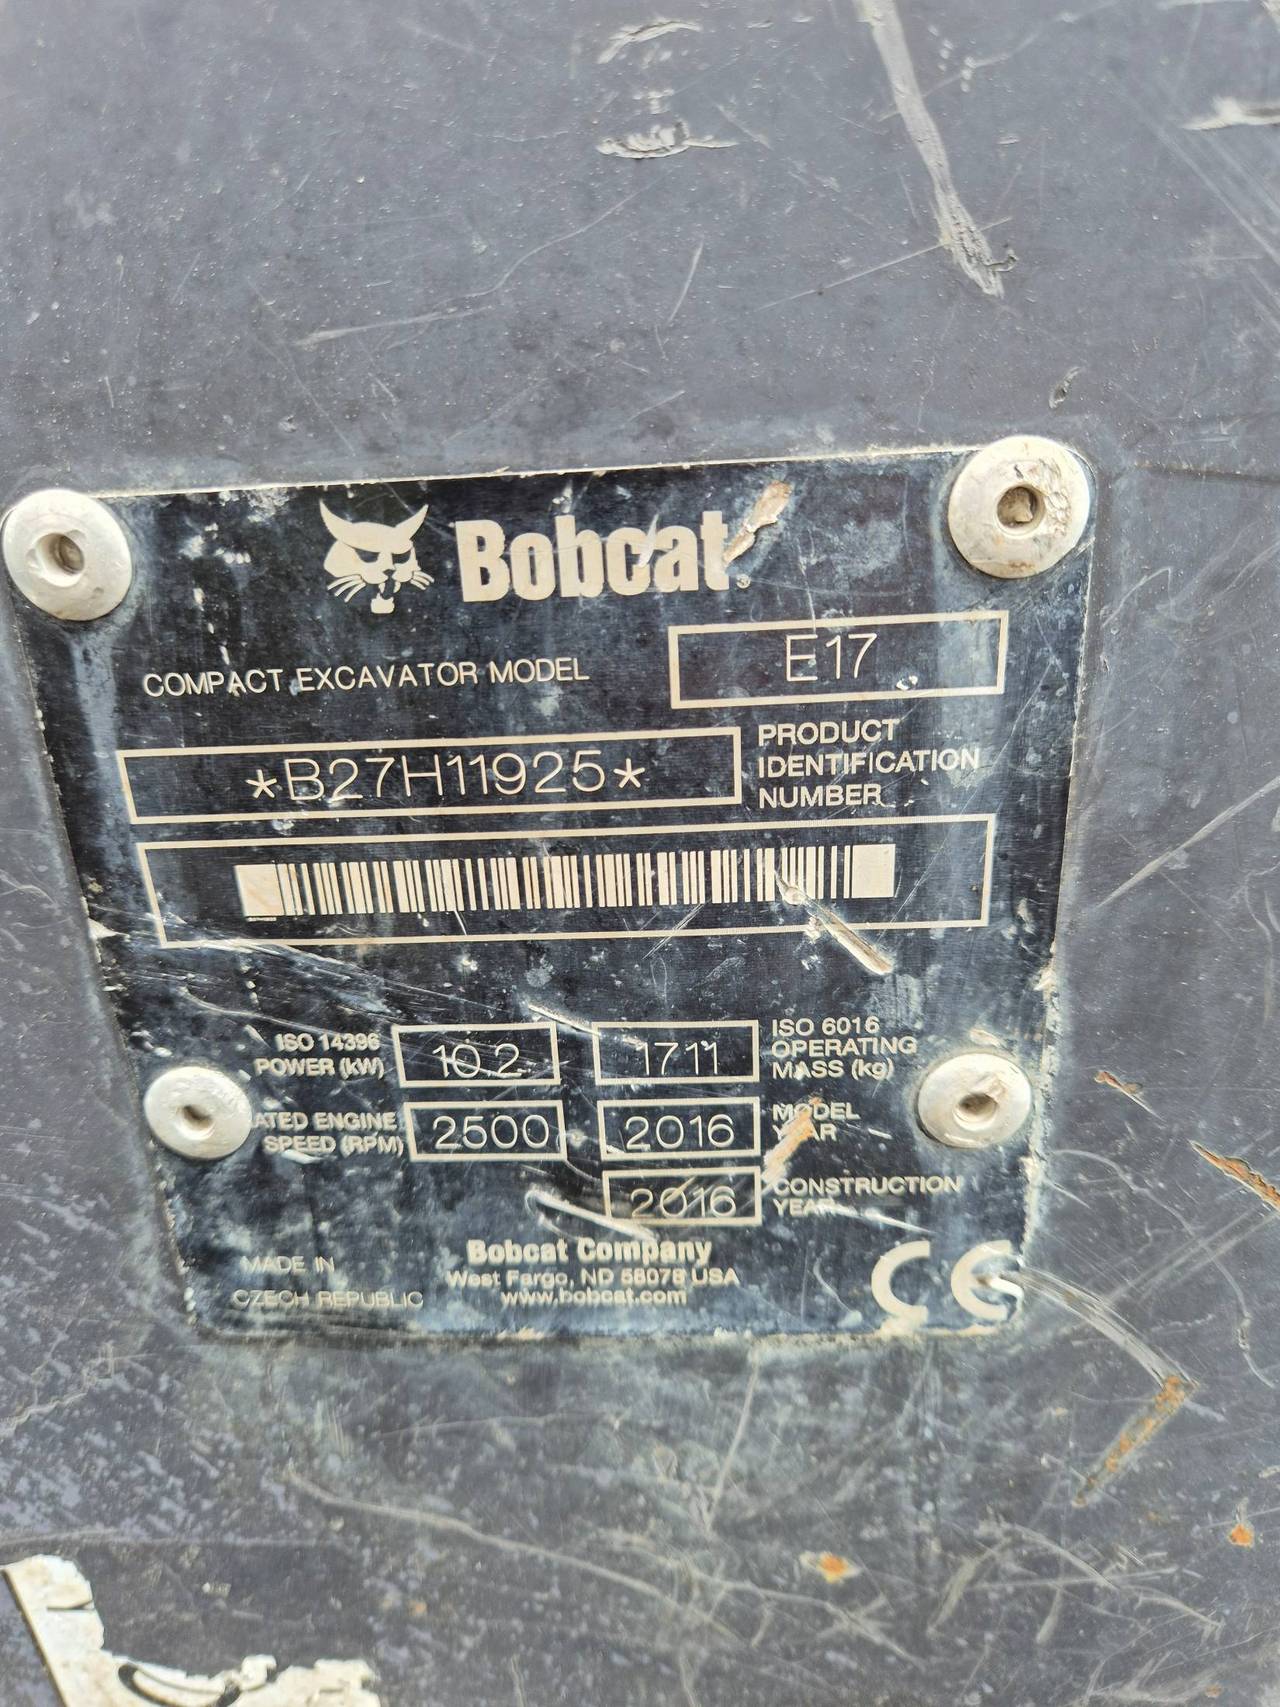 Bobcat®
COMPACT EXCAVATOR MODEL
E17
*B27H11925*
PRODUCT
IDENTIFICATION
NUMBER
ISO 14396
POWER (kW)
10.2
1711
ISO 6016
OPERATING
MASS (kg)
ATED ENGINE
SPEED (RPM)
2500
2016
MODEL
YEAR
2016
CONSTRUCTION
YEAR
MADE IN
CZECH REPUBLIC
Bobcat Company
West Fargo, ND 58078 USA
www.bobcat.com
CE